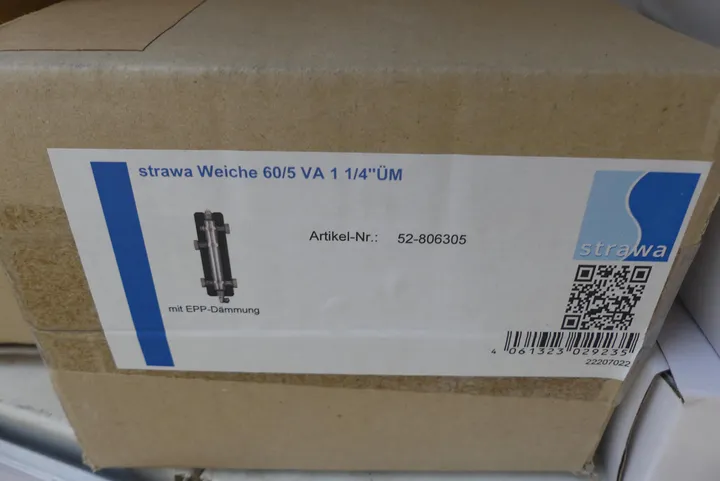 strawa Weiche 60/5 VA 1 1/4"ÜM
Artikel-Nr.: 52-806305
strawa
mit EPP-Dämmung
4 061323 029235
22207022